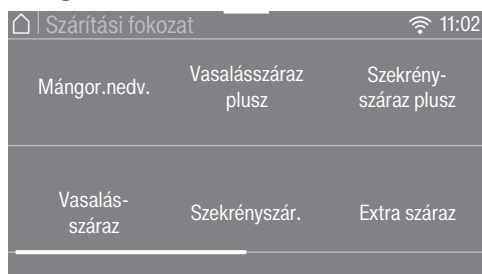 Szárítási fokozat 11:02
Mángor.nedv.
Vasalásszáraz
plusz
Szekrény-
száraz plusz
Vasalás-
száraz
Szekrényszár.
Extra száraz